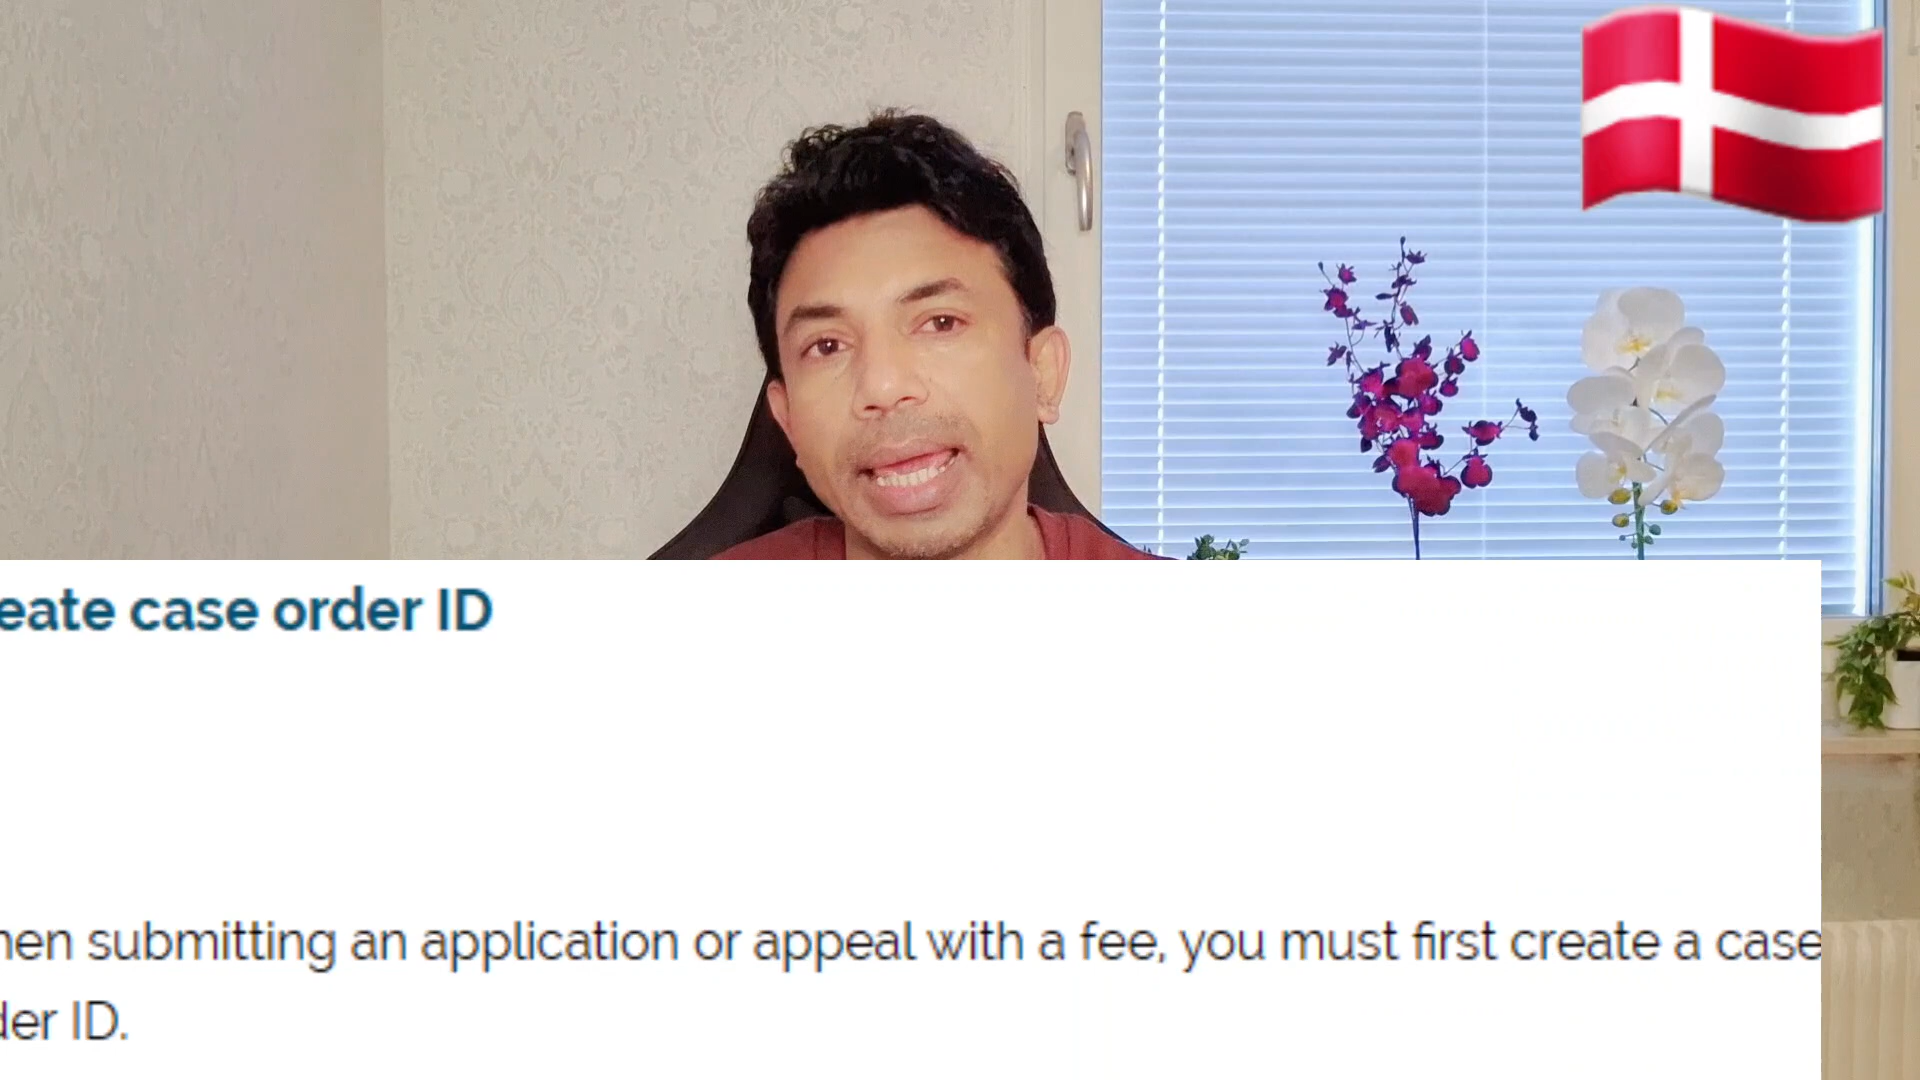 eate case order ID
hen submitting an application or appeal with a fee, you must first create a case
der ID.